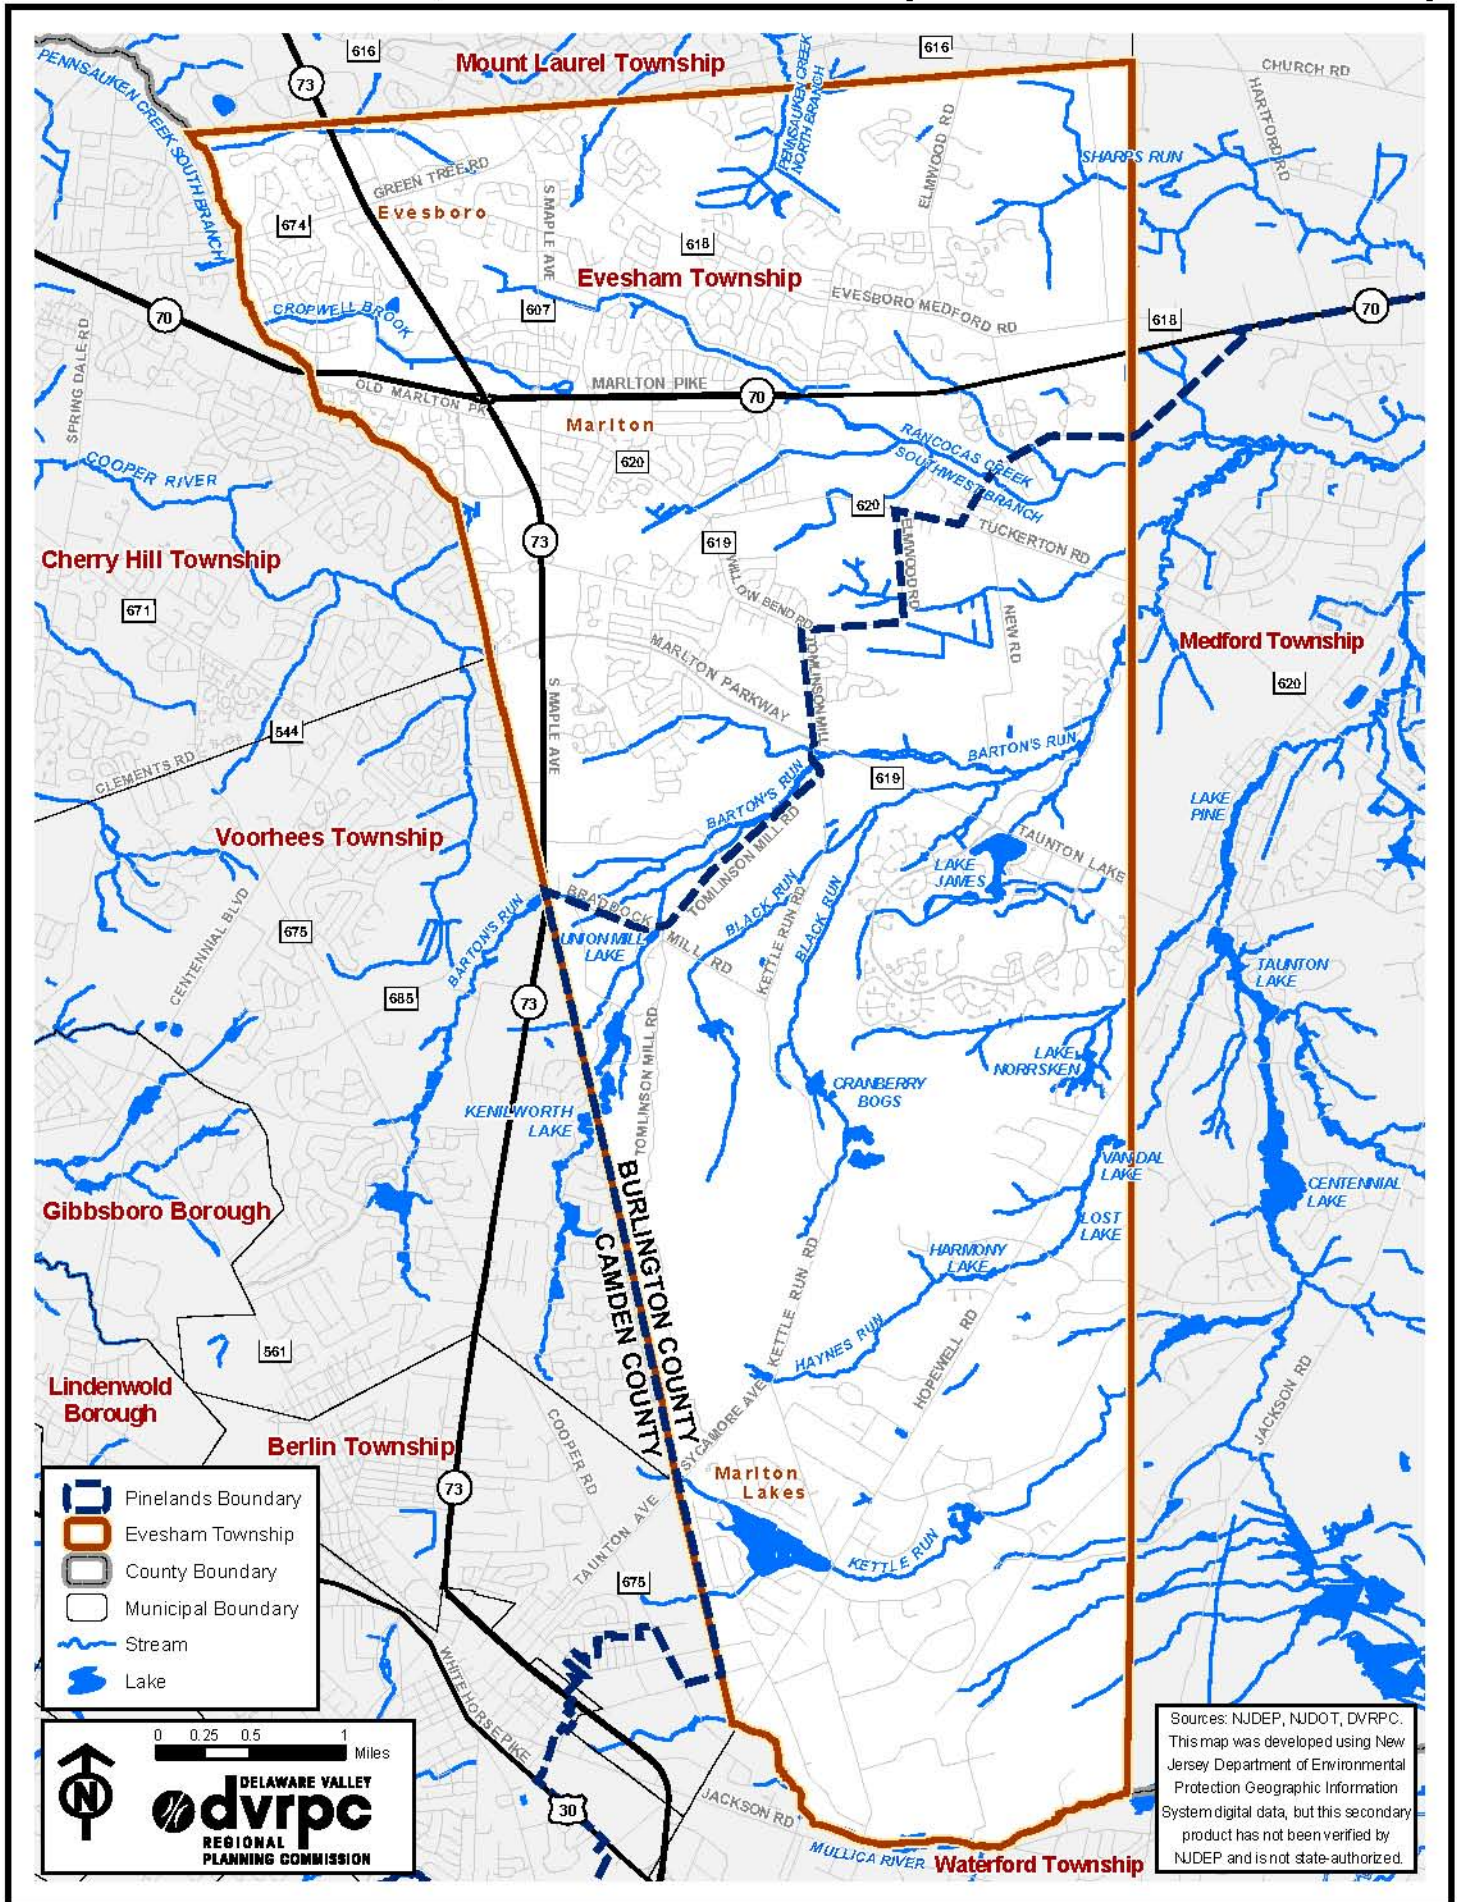 616
Mount Laurel Township
616
CHURCH RD
HARTFORD RD
73
PENNSAUKEN CREEK SOUTH BRANCH
PENNSAUKEN CREEK
NORTH BRANCH
ELMWOOD RD
SHARPS RUN
GREEN TREE RD
Evesboro
674
S MAPLE AVE
618
Evesham Township
EVESBORO MEDFORD RD
607
CROPWELL BROOK
70
70
618
SPRING DALE RD
OLD MARLTON PK
MARLTON PIKE
70
Marlton
620
RANCOCAS CREEK
SOUTHWEST BRANCH
COOPER RIVER
620
TUCKERTON RD
ELMWOOD RD
73
619
WILLOW BEND RD
Cherry Hill Township
671
NEW RD
Medford Township
620
MARLTON PARKWAY
TOMLINSON MILL
S MAPLE AVE
544
CLEMENTS RD
BARTON'S RUN
619
BARTON'S RUN
LAKE
PINE
Voorhees Township
TOMLINSON MILL RD
TAUNTON LAKE
LAKE
JAMES
CENTENNIAL BLVD
675
BARTON'S RUN
BRADDOCK
MILL RD
UNION MILL
LAKE
BLACK RUN
KETTLE RUN RD
BLACK RUN
685
73
TAUNTON
LAKE
TOMLINSON MILL RD
LAKE
NORRSKEN
CRANBERRY
BOGS
KENILWORTH
LAKE
VANDAL
LAKE
CENTENNIAL
LAKE
LOST
LAKE
Gibbsboro Borough
BURLINGTON COUNTY
CAMDEN COUNTY
HARMONY
LAKE
KETTLE RUN RD
HAYNES RUN
HOPEWELL RD
561
JACKSON RD
Lindenwold
Borough
Berlin Township
COOPER RD
SYCAMORE AVE
Marlton
Lakes
73
TAUNTON AVE
KETTLE RUN
675
WHITE HORSE PIKE
30
JACKSON RD
MULLICA RIVER
Waterford Township
Pinelands Boundary
Evesham Township
County Boundary
Municipal Boundary
Stream
Lake
0 0.25 0.5 1
Miles
N
DELAWARE VALLEY
dvrpc
REGIONAL
PLANNING COMMISSION
Sources: NJDEP, NJDOT, DVRPC.
This map was developed using New
Jersey Department of Environmental
Protection Geographic Information
System digital data, but this secondary
product has not been verified by
NJDEP and is not state-authorized.